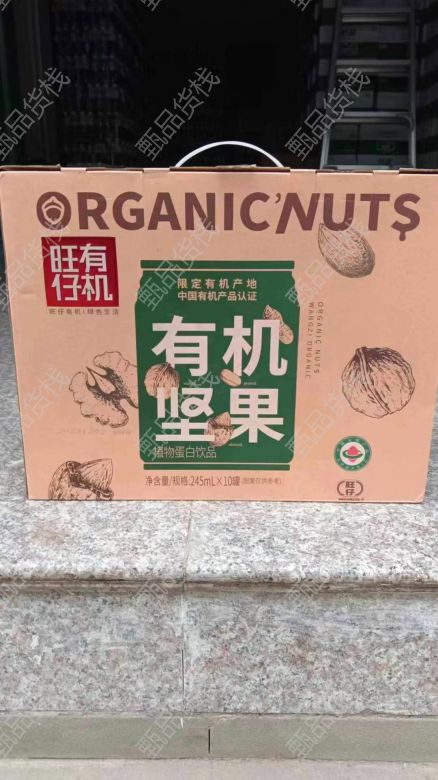 ORGANIC'NUTS
旺有
仔机
旺仔有机|绿色生活
限定有机产地
中国有机产品认证
有机
坚果
植物蛋白饮品
净含量/规格:245mL×10罐
ORGANIC NUTS
WANGZI ORGANIC
旺仔
甄品货栈